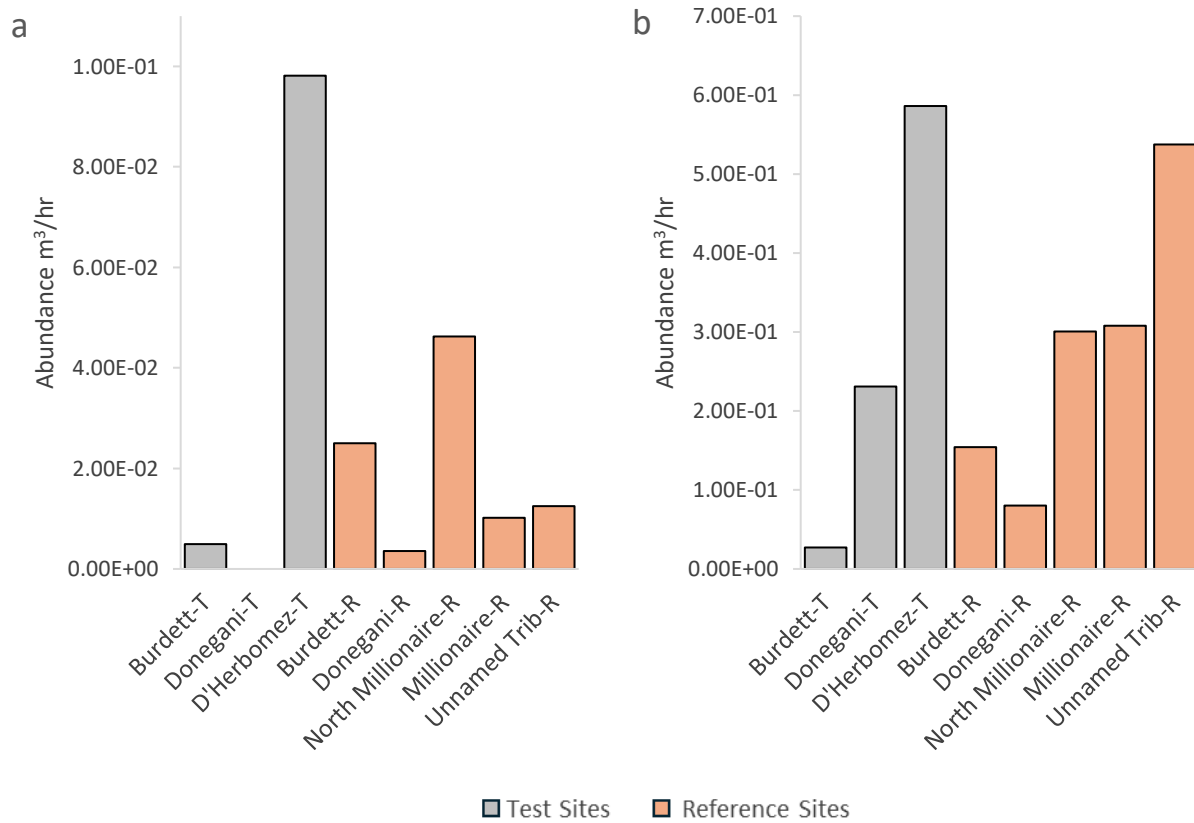 a
Abundance m³/hr
1.00E-01
8.00E-02
6.00E-02
4.00E-02
2.00E-02
0.00E+00
Burdett-T
Donegani-T
D'Herbomez-T
Burdett-R
Donegani-R
North Millionaire-R
Millionaire-R
Unnamed Trib-R
b
Abundance m³/hr
7.00E-01
6.00E-01
5.00E-01
4.00E-01
3.00E-01
2.00E-01
1.00E-01
0.00E+00
Burdett-T
Donegani-T
D'Herbomez-T
Burdett-R
Donegani-R
North Millionaire-R
Millionaire-R
Unnamed Trib-R
Test Sites Reference Sites